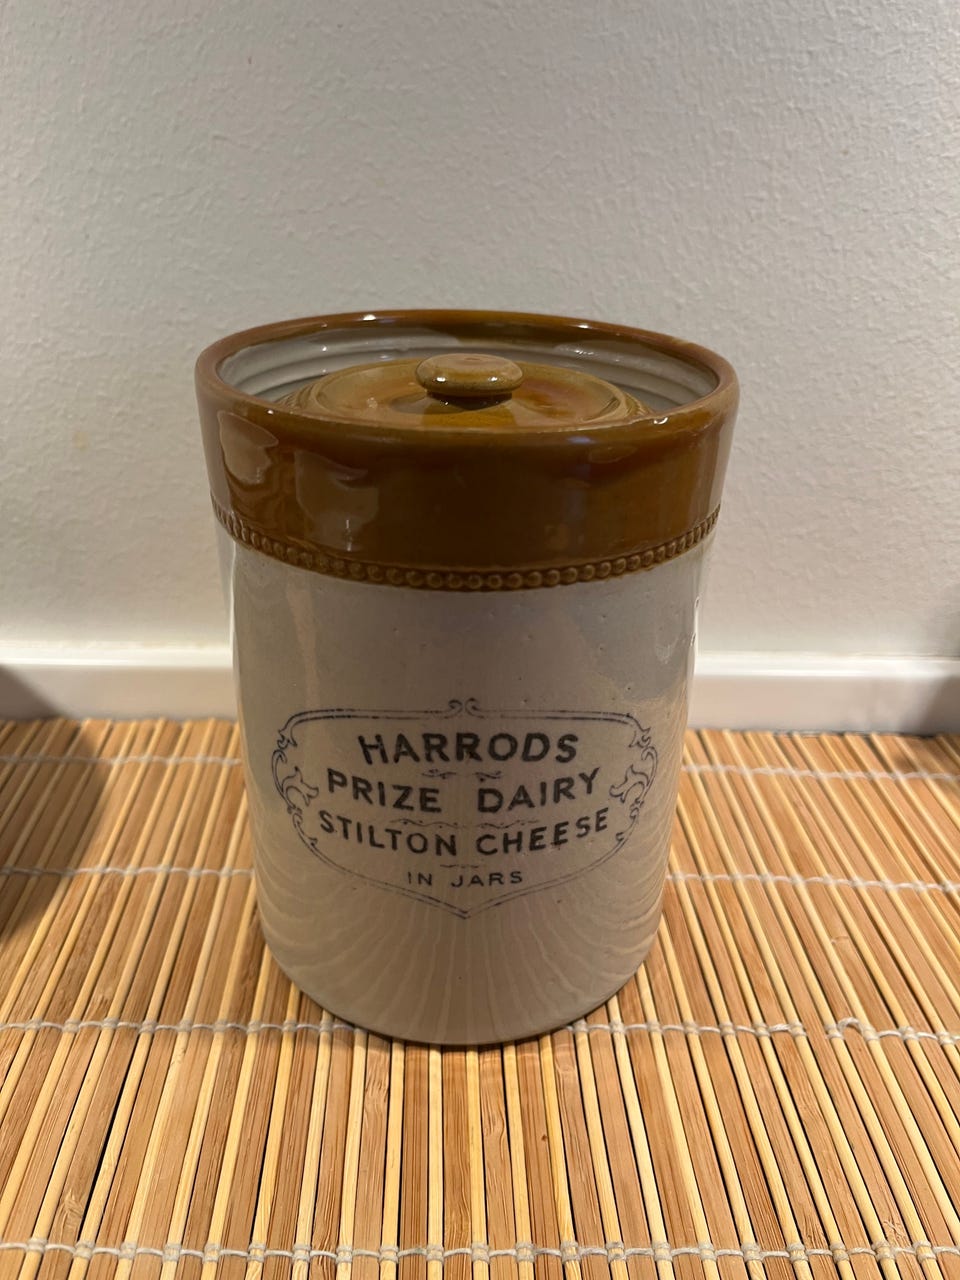 HARRODS
PRIZE DAIRY
STILTON CHEESE
IN JARS